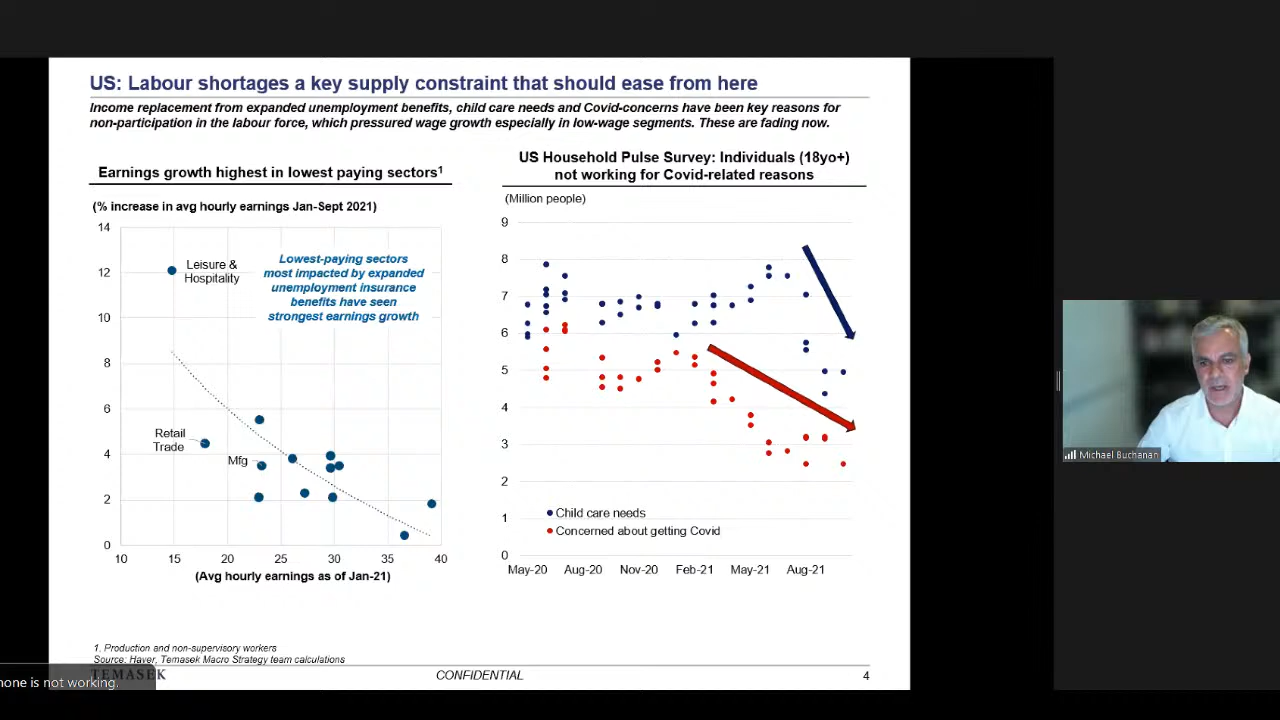 US: Labour shortages a key supply constraint that should ease from here
Income replacement from expanded unemployment benefits, child care needs and Covid-concerns have been key reasons for
non-participation in the labour force, which pressured wage growth especially in low-wage segments. These are fading now.
Earnings growth highest in lowest paying sectors1
(% increase in avg hourly earnings Jan-Sept 2021)
14
12
10
8
6
4
2
0
Leisure &
Hospitality
Lowest-paying sectors
most impacted by expanded
unemployment insurance
benefits have seen
strongest earnings growth
Retail
Trade
Mfg
10 15 20 25 30 35 40
(Avg hourly earnings as of Jan-21)
US Household Pulse Survey: Individuals (18yo+)
not working for Covid-related reasons
(Million people)
9
8
7
6
5
4
3
2
1
0
Child care needs
Concerned about getting Covid
May-20 Aug-20 Nov-20 Feb-21 May-21 Aug-21
1. Production and non-supervisory workers
Source: Haver, Temasek Macro Strategy team calculations
TEMASEK
CONFIDENTIAL
4
is not working.
Michael Buchanan